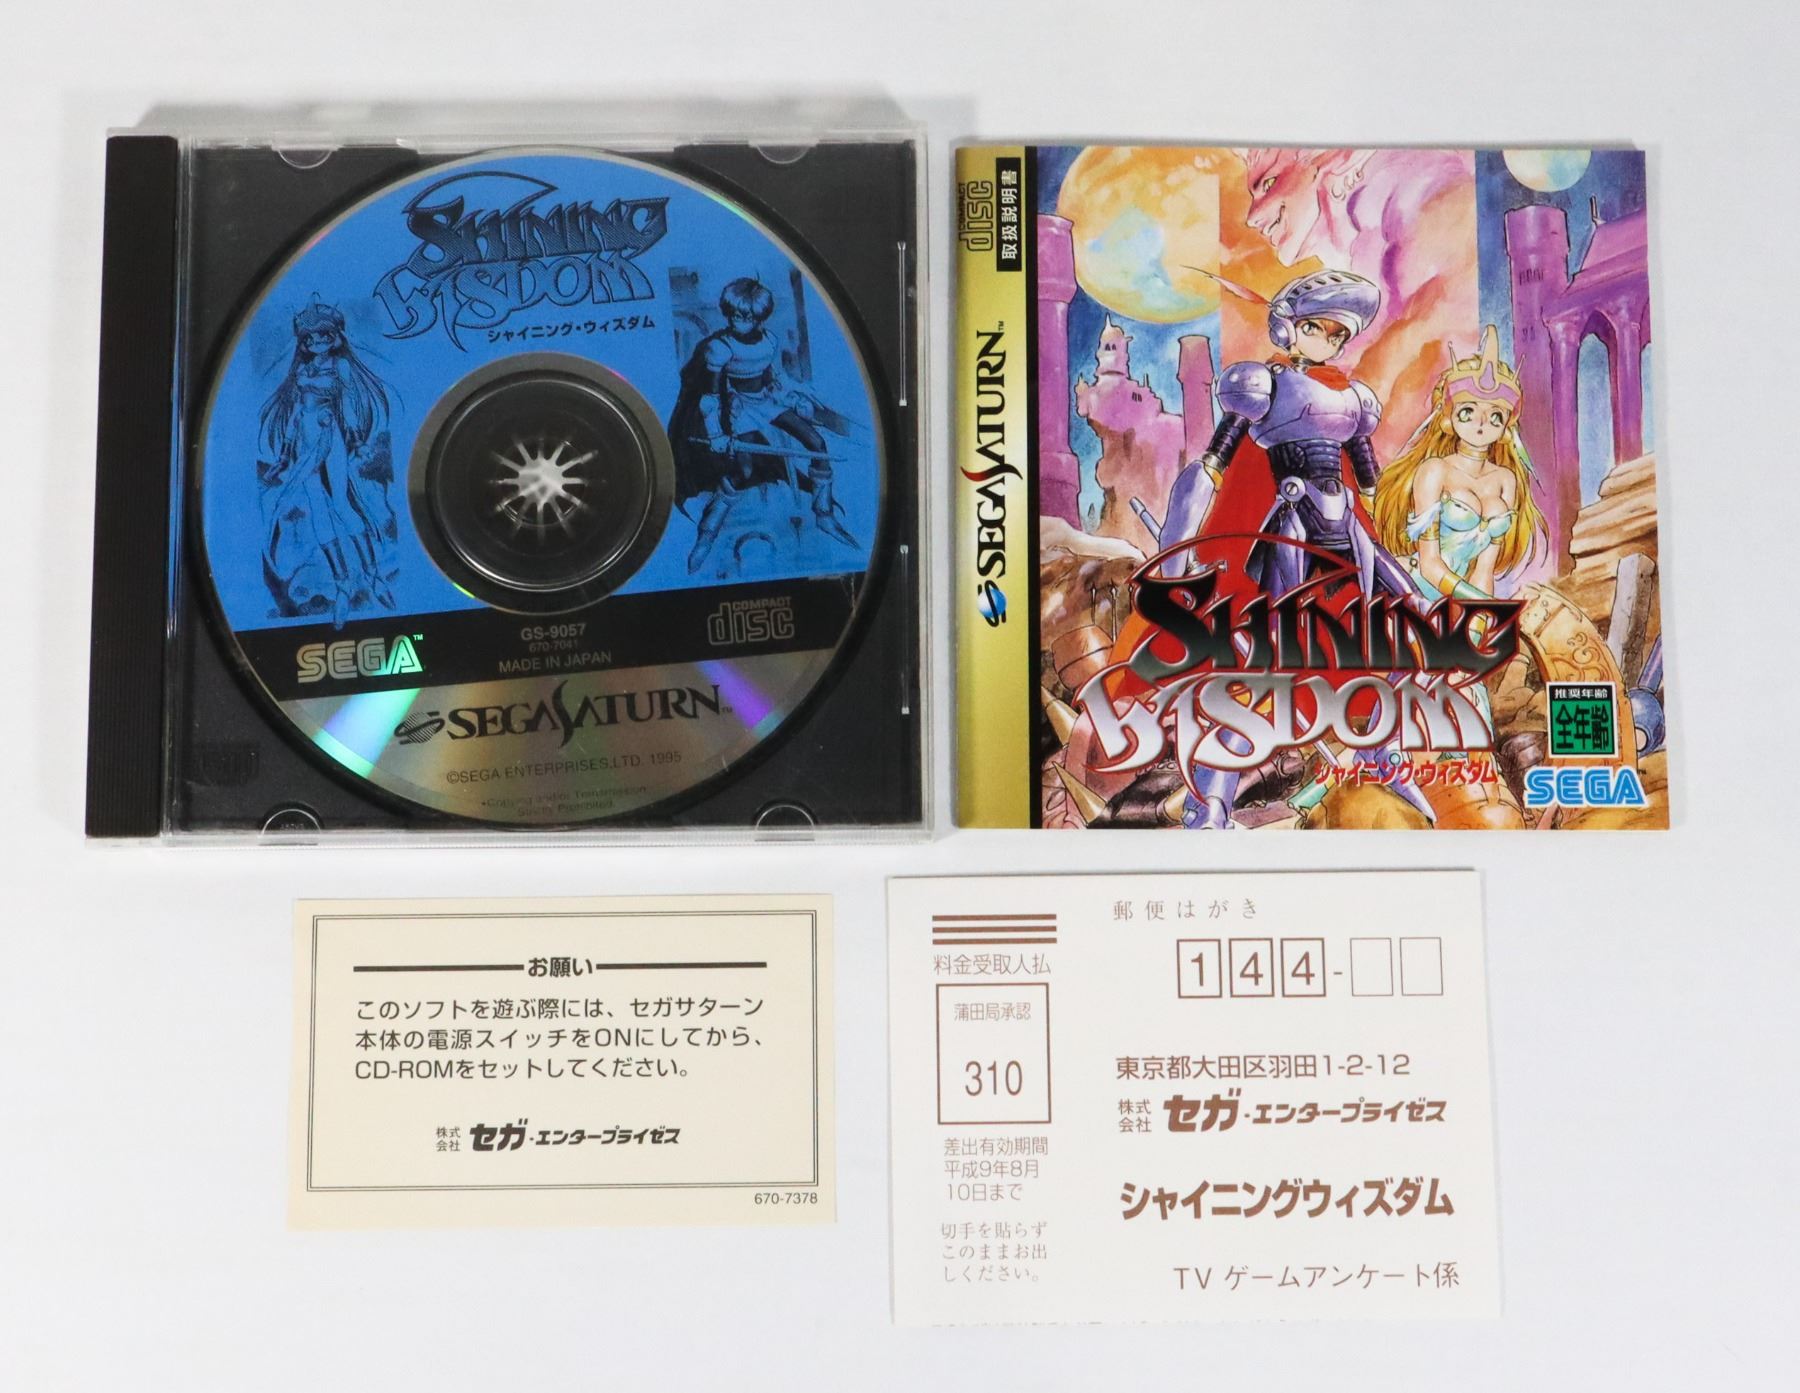 SHINING
WISDOM
シャイニング・ウィズダム
SEGA™
GS-9057
670-7041
MADE IN JAPAN
COMPACT
disc
SEGA SATURN™
©SEGA ENTERPRISES,LTD. 1995
•Copying and/or Transmission
Strictly Prohibited.
COMPACT
disc
取扱説明書
SEGA SATURN™
SHINING
WISDOM
シャイニング・ウィズダム
推奨年齢
全年齢
SEGA™
お願い
このソフトを遊ぶ際には、セガサターン
本体の電源スイッチをONにしてから、
CD-ROMをセットしてください。
株式会社 セガ・エンタープライゼス
670-7378
郵便はがき
144-
料金受取人払
蒲田局承認
310
差出有効期間
平成9年8月
10日まで
切手を貼らず
このままお出
しください。
東京都大田区羽田1-2-12
株式会社 セガ・エンタープライゼス
シャイニングウィズダム
TV ゲームアンケート係